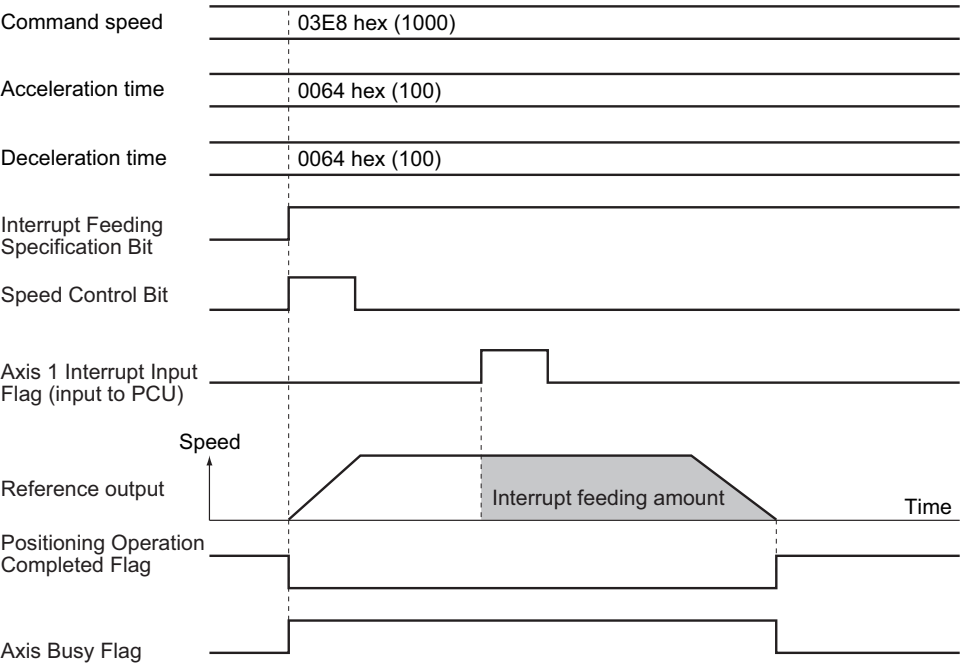 Command speed
03E8 hex (1000)
Acceleration time
0064 hex (100)
Deceleration time
0064 hex (100)
Interrupt Feeding
Specification Bit
Speed Control Bit
Axis 1 Interrupt Input
Flag (input to PCU)
Speed
Reference output
Interrupt feeding amount
Time
Positioning Operation
Completed Flag
Axis Busy Flag